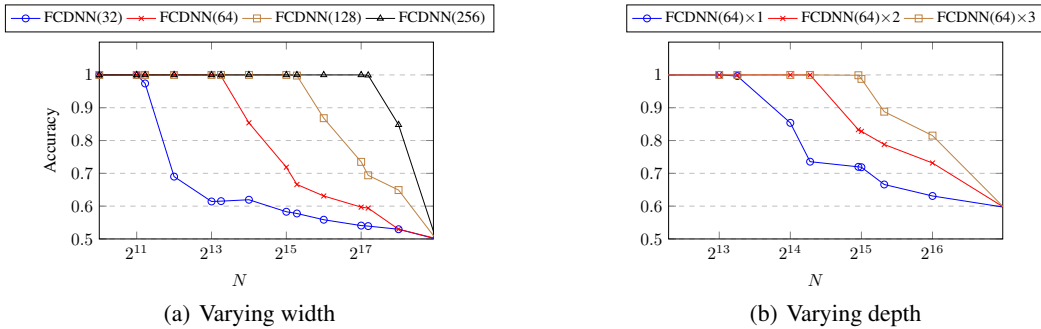 FCDNN(32) FCDNN(64) FCDNN(128) FCDNN(256)
1
0.9
0.8
0.7
0.6
0.5
Accuracy
2^11 2^13 2^15 2^17
N
(a) Varying width
FCDNN(64)×1 FCDNN(64)×2 FCDNN(64)×3
1
0.9
0.8
0.7
0.6
0.5
2^13 2^14 2^15 2^16
N
(b) Varying depth